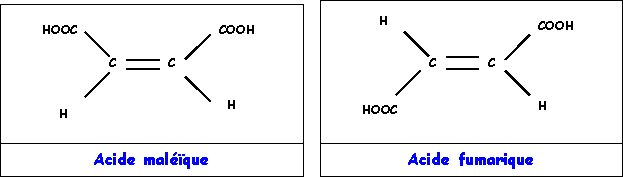 HOOC COOH
C C
H H
Acide maléïque
H COOH
C C
HOOC H
Acide fumarique